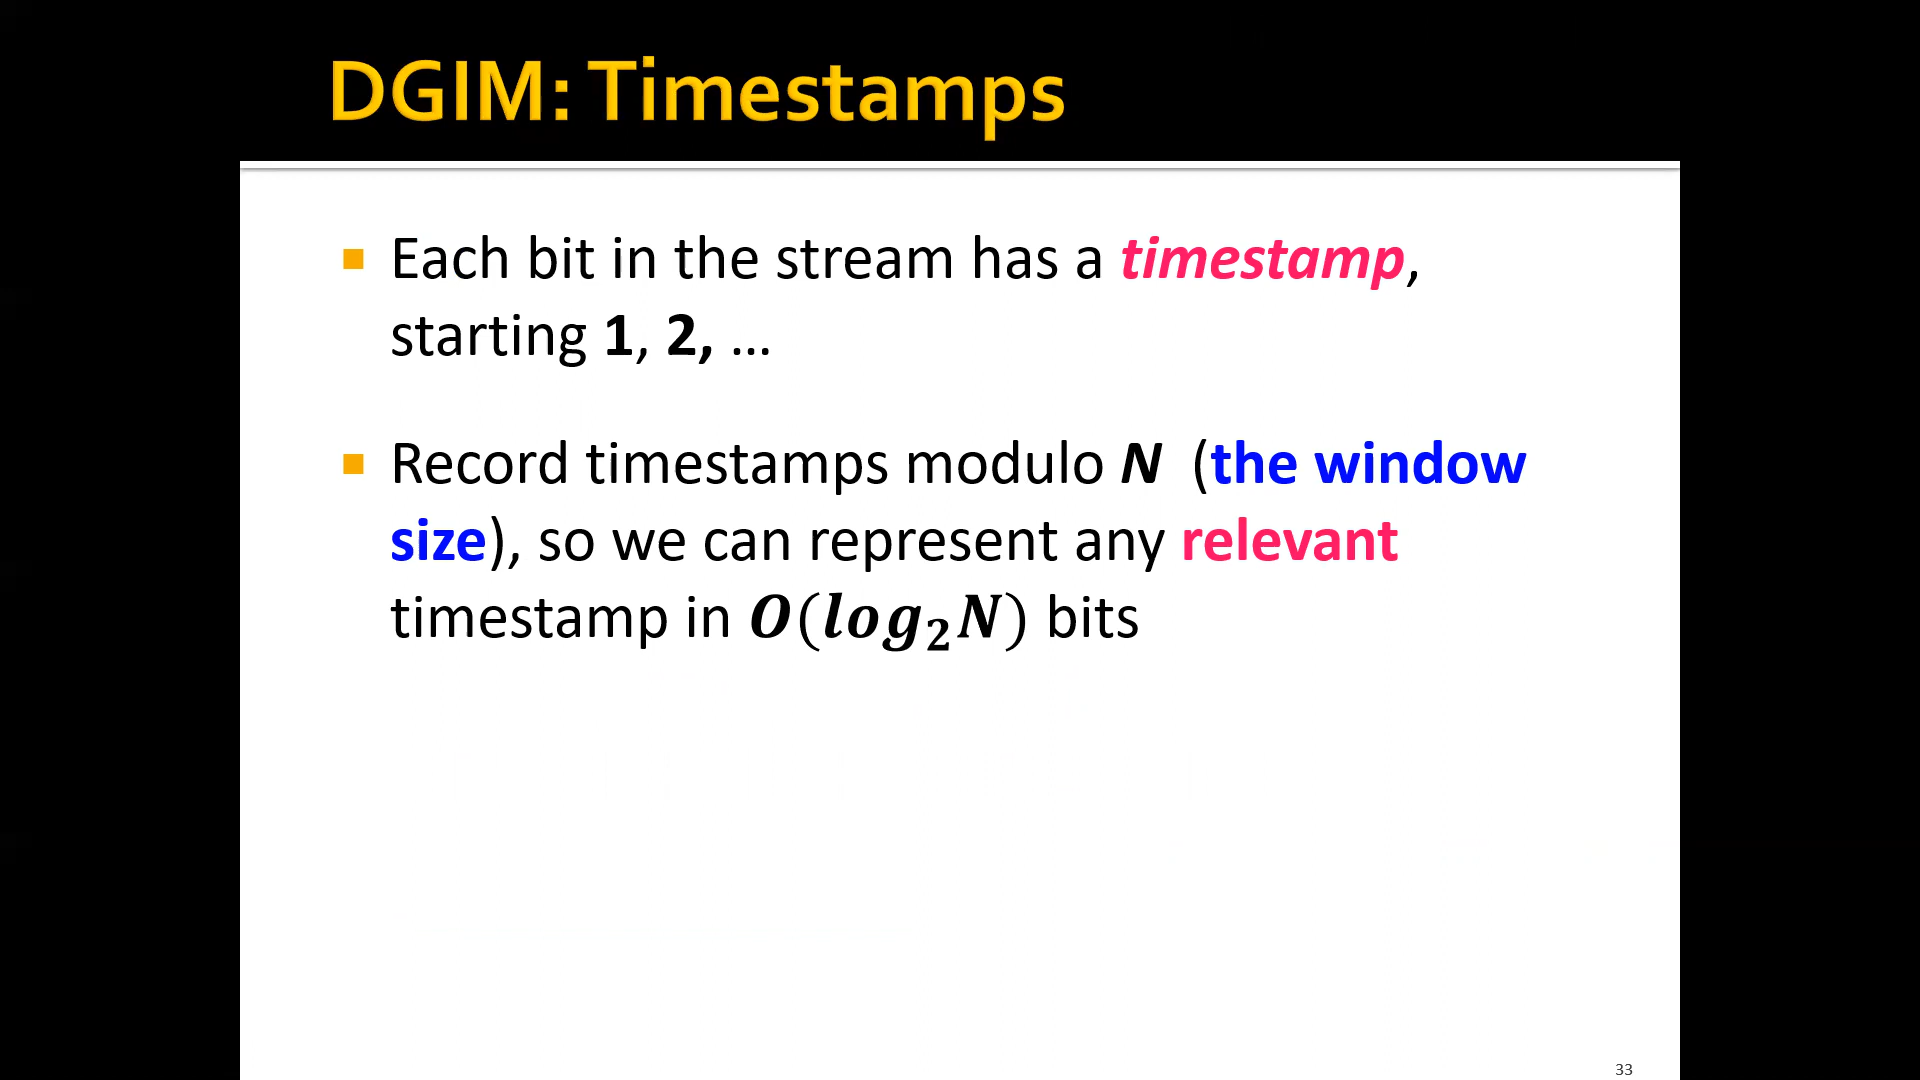 DGIM: Timestamps
Each bit in the stream has a timestamp,
starting 1, 2, ...
Record timestamps modulo N (the window
size), so we can represent any relevant
timestamp in O(log₂N) bits
33